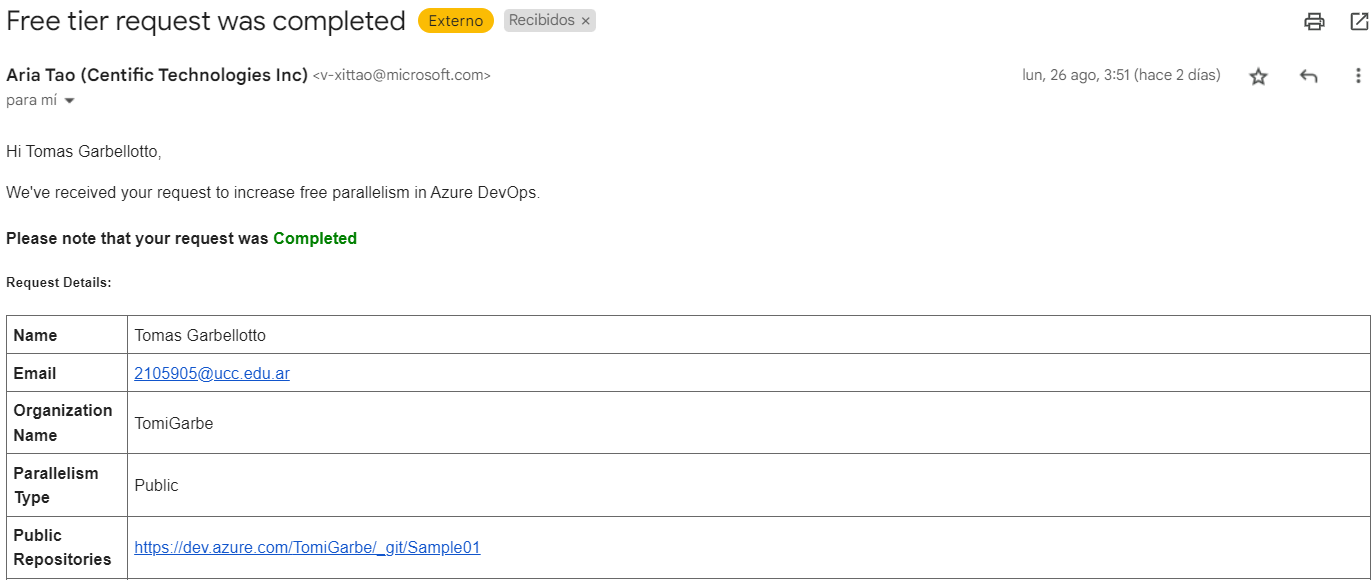 Free tier request was completed Externo Recibidos ×
Aria Tao (Centific Technologies Inc) <v-xittao@microsoft.com> lun, 26 ago, 3:51 (hace 2 días)
para mí
Hi Tomas Garbellotto,
We've received your request to increase free parallelism in Azure DevOps.
Please note that your request was Completed
Request Details:
Name Tomas Garbellotto
Email 2105905@ucc.edu.ar
Organization
Name
TomiGarbe
Parallelism
Type
Public
Public
Repositories
https://dev.azure.com/TomiGarbe/_git/Sample01